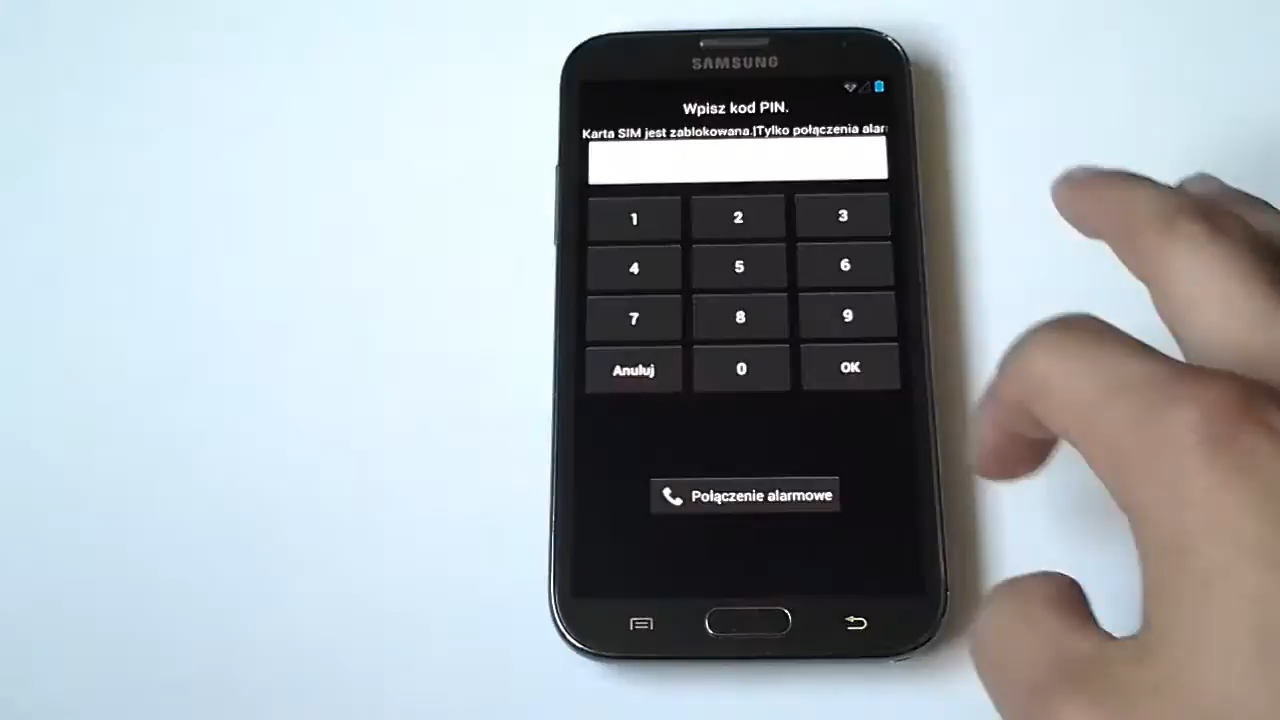 SAMSUNG
Wpisz kod PIN.
Karta SIM jest zablokowana.|Tylko połączenia alar
1 2 3
4 5 6
7 8 9
Anuluj 0 OK
Połączenie alarmowe